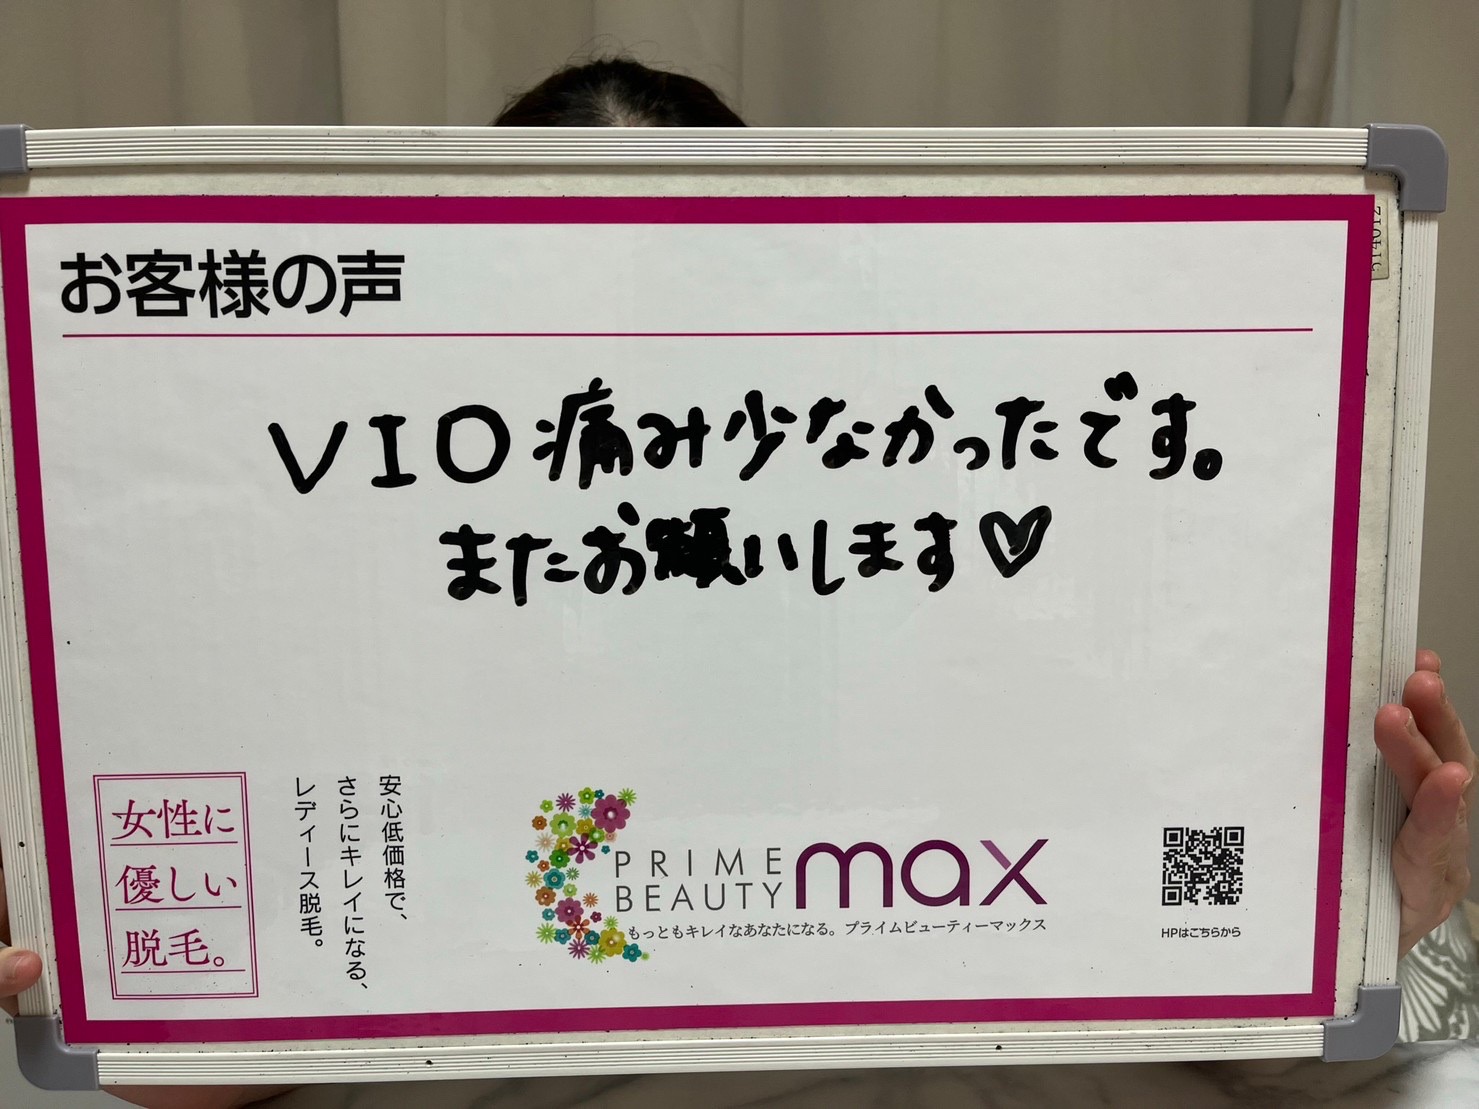 お客様の声
VIO痛み少なかったです。
またお願いします♡
女性に
優しい
脱毛。
安心低価格で、
さらにキレイになる、
レディース脱毛。
PRIME
BEAUTY
max
もっともキレイなあなたになる。プライムビューティーマックス
HPはこちらから
514012